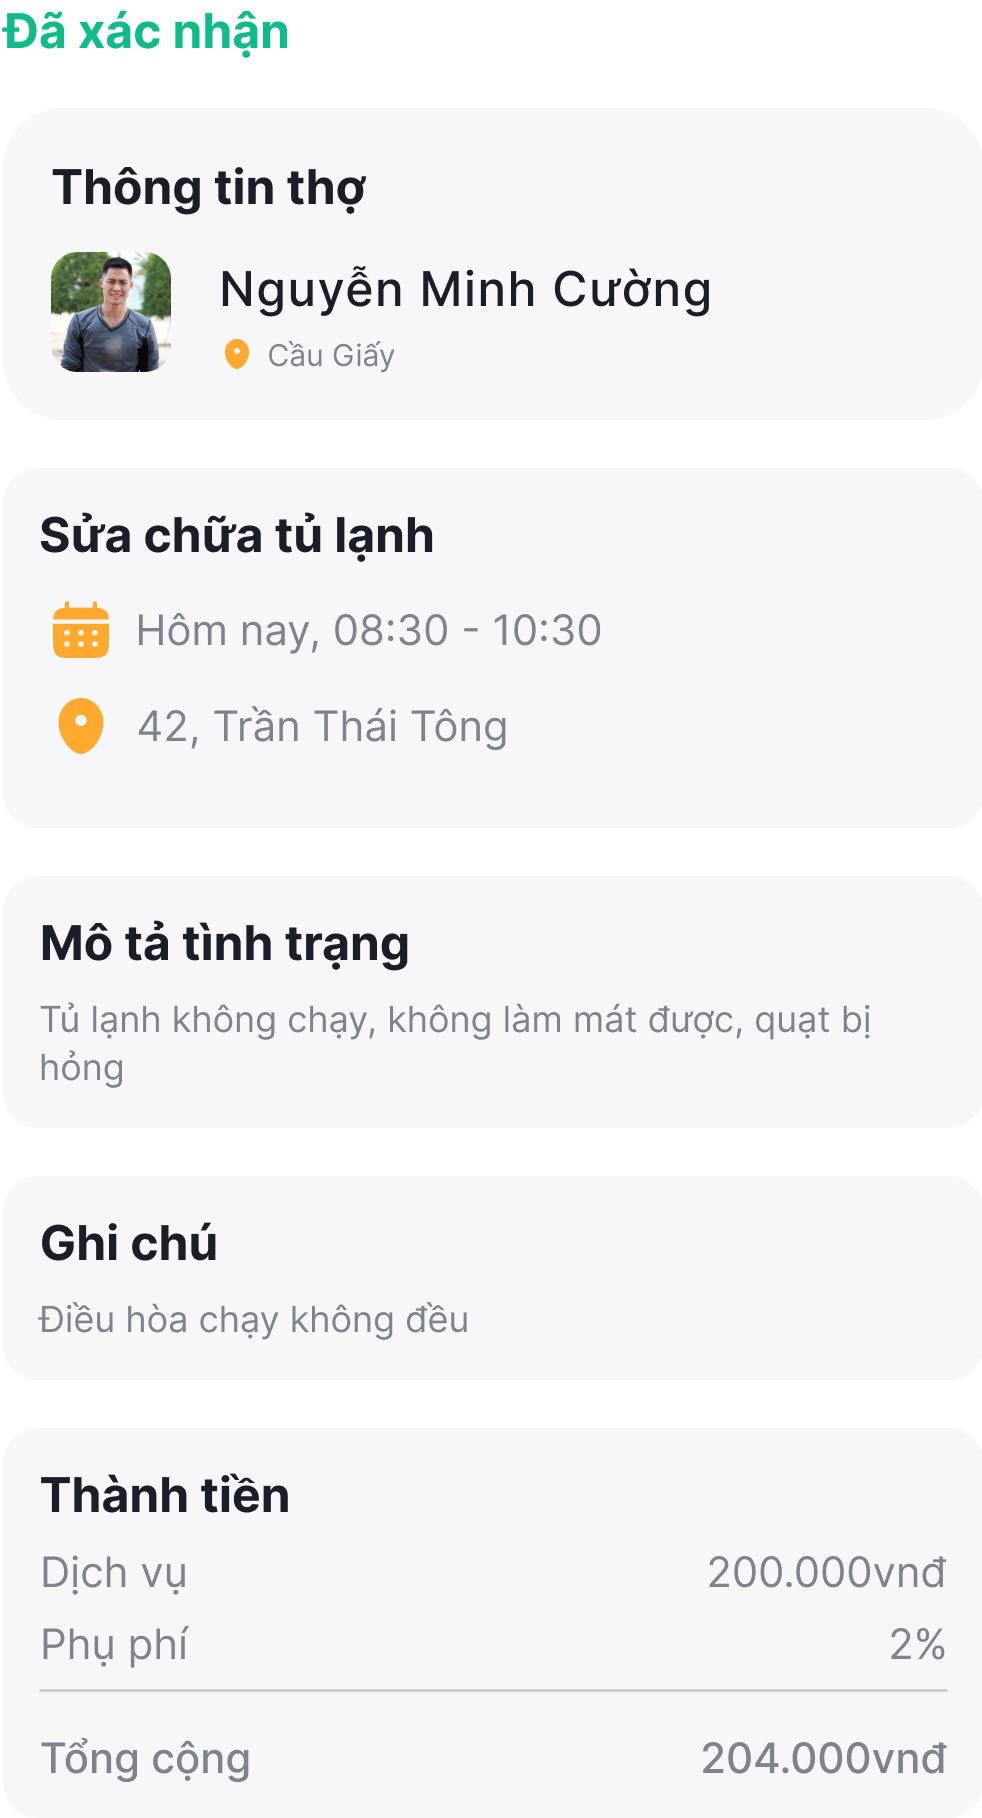 Đã xác nhận
Thông tin thợ
Nguyễn Minh Cường
Cầu Giấy
Sửa chữa tủ lạnh
Hôm nay, 08:30 - 10:30
42, Trần Thái Tông
Mô tả tình trạng
Tủ lạnh không chạy, không làm mát được, quạt bị
hỏng
Ghi chú
Điều hòa chạy không đều
Thành tiền
Dịch vụ 200.000vnđ
Phụ phí 2%
Tổng cộng 204.000vnđ